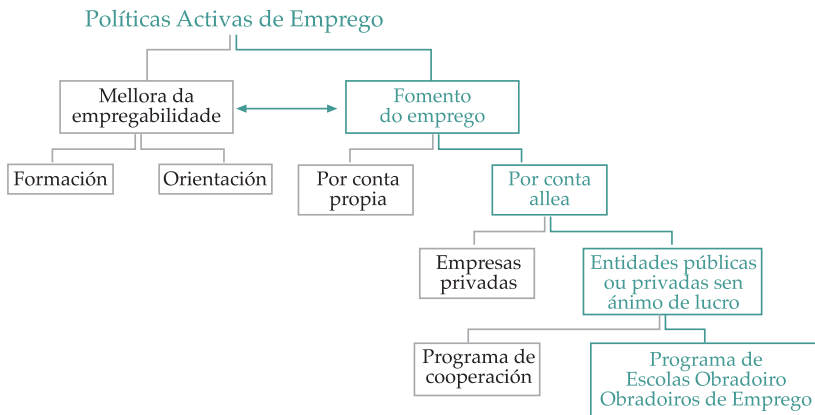 Políticas Activas de Emprego
Mellora da
empregabilidade
Fomento
do emprego
Formación
Orientación
Por conta
propia
Por conta
allea
Empresas
privadas
Entidades públicas
ou privadas sen
ánimo de lucro
Programa de
cooperación
Programa de
Escolas Obradoiro
Obradoiros de Emprego